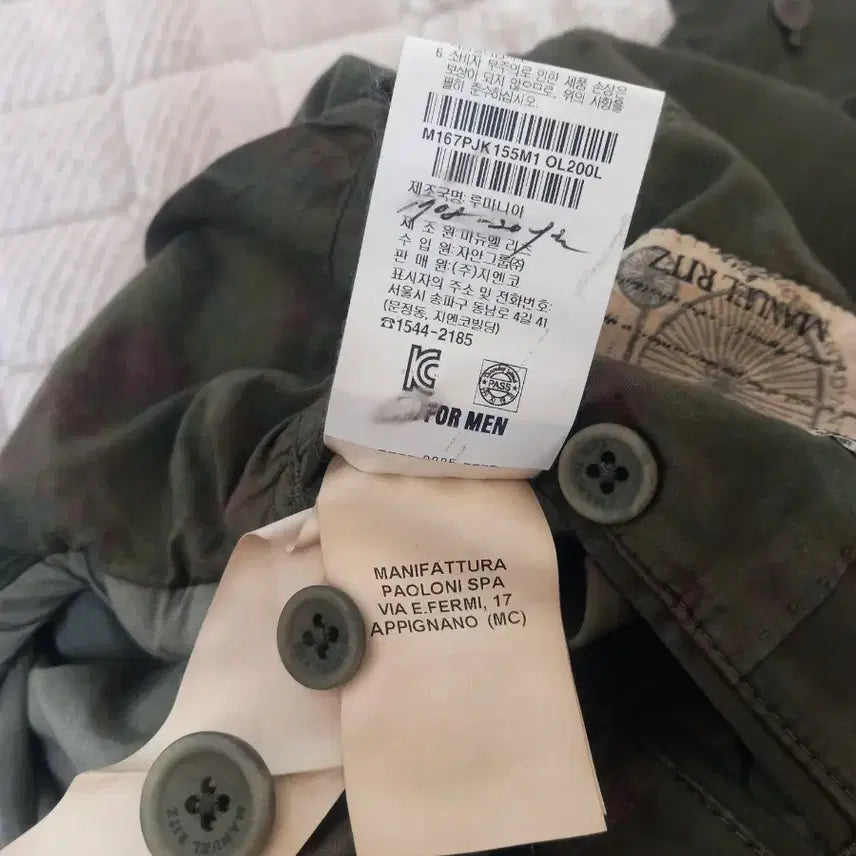 6 소비자 부주의로 인한 제품 손상은
보상이 되지 않으므로, 위의 사항을
필히 준수하십시오.
M167PJK155M1 OL200L
제조국명: 루마니아
제 조 원: 마뉴엘 리츠
수 입 원: 자안그룹㈜
판 매 원: (주)지엔코
표시자의 주소 및 전화번호:
서울시 송파구 동남로 4길 41
(문정동, 지엔코빌딩)
☎1544-2185
PASS
FOR MEN
MANUEL RITZ
MANIFATTURA
PAOLONI SPA
VIA E.FERMI, 17
APPIGNANO (MC)
MANUEL RITZ